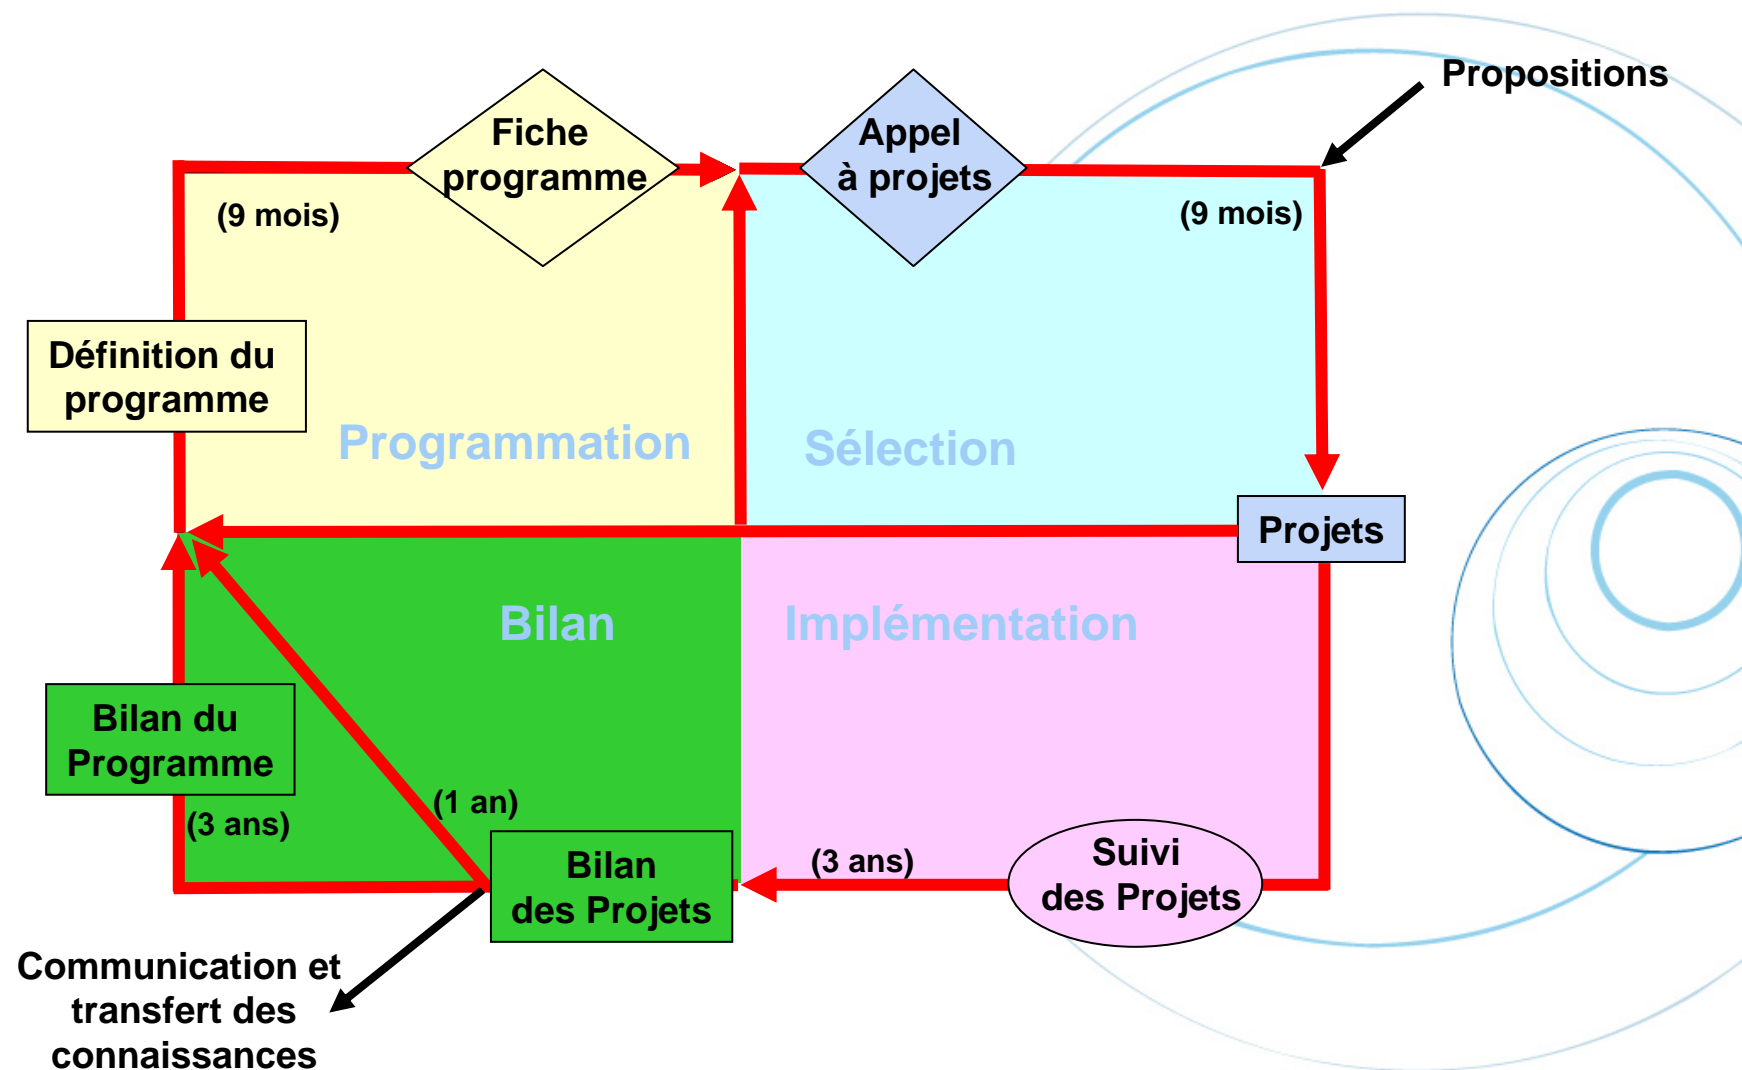 Propositions
Fiche
programme
Appel
à projets
(9 mois)
(9 mois)
Définition du
programme
Programmation
Sélection
Projets
Bilan
Implémentation
Bilan du
Programme
(3 ans)
(1 an)
Bilan
des Projets
(3 ans)
Suivi
des Projets
Communication et
transfert des
connaissances